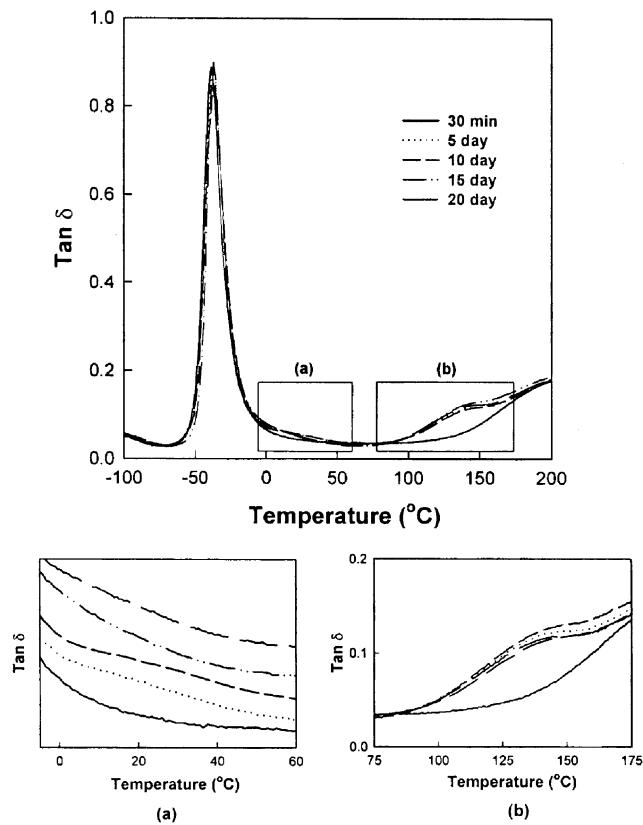 1.0
0.8
0.6
0.4
0.2
0.0
Tan δ
30 min
5 day
10 day
15 day
20 day
(a)
(b)
-100 -50 0 50 100 150 200
Temperature (°C)
Tan δ
0 20 40 60
Temperature (°C)
(a)
0.2
0.1
0.0
Tan δ
75 100 125 150 175
Temperature (°C)
(b)